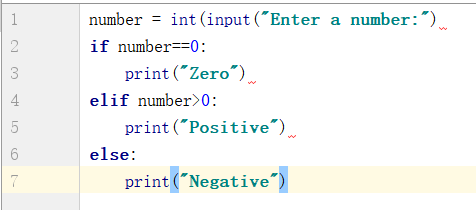 1 number = int(input("Enter a number:")
2 if number==0:
3     print("Zero")
4 elif number>0:
5     print("Positive")
6 else:
7     print("Negative")